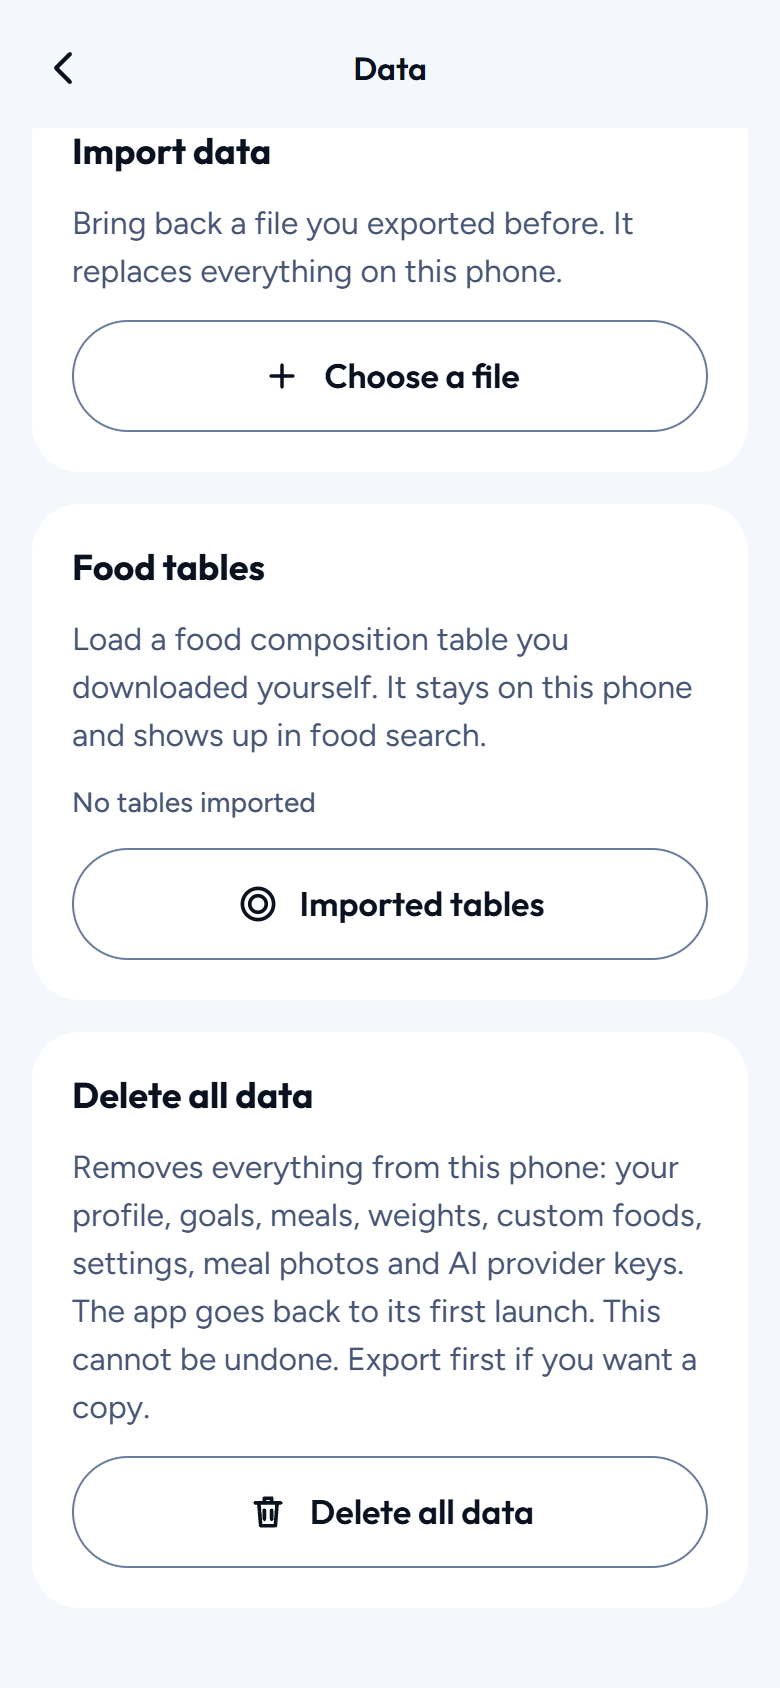 Data
Import data
Bring back a file you exported before. It
replaces everything on this phone.
Choose a file
Food tables
Load a food composition table you
downloaded yourself. It stays on this phone
and shows up in food search.
No tables imported
Imported tables
Delete all data
Removes everything from this phone: your
profile, goals, meals, weights, custom foods,
settings, meal photos and AI provider keys.
The app goes back to its first launch. This
cannot be undone. Export first if you want a
copy.
Delete all data